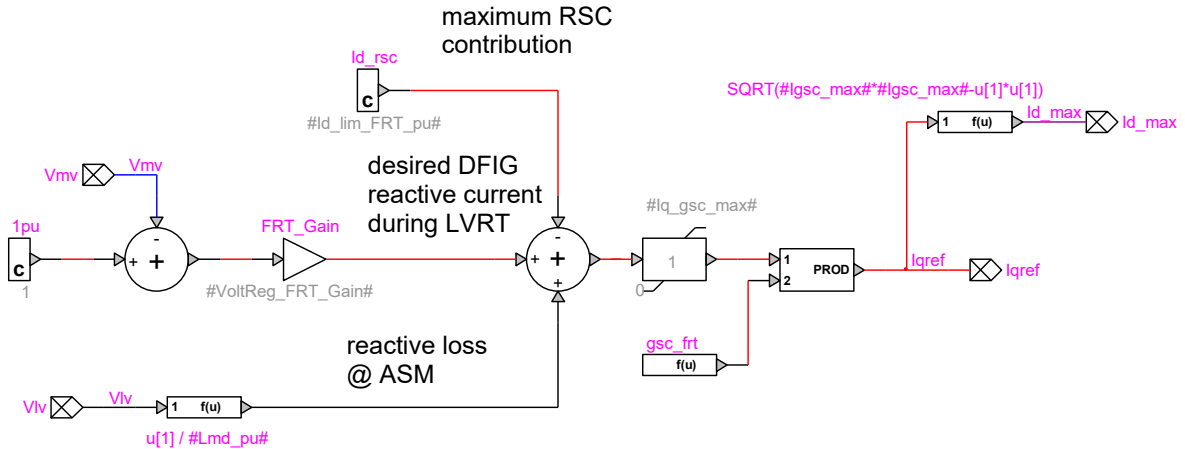 maximum RSC
contribution
Id_rsc
c
#Id_lim_FRT_pu#
SQRT(#Igsc_max#*#Igsc_max#-u[1]*u[1])
1 f(u)
Id_max
Id_max
Vmv
Vmv
desired DFIG
reactive current
during LVRT
1pu
c
1
-
+ +
FRT_Gain
#VoltReg_FRT_Gain#
-
+ +
+
#Iq_gsc_max#
1
0
1
2
PROD
Iqref
Iqref
gsc_frt
f(u)
reactive loss
@ ASM
Vlv
Vlv
1 f(u)
u[1] / #Lmd_pu#